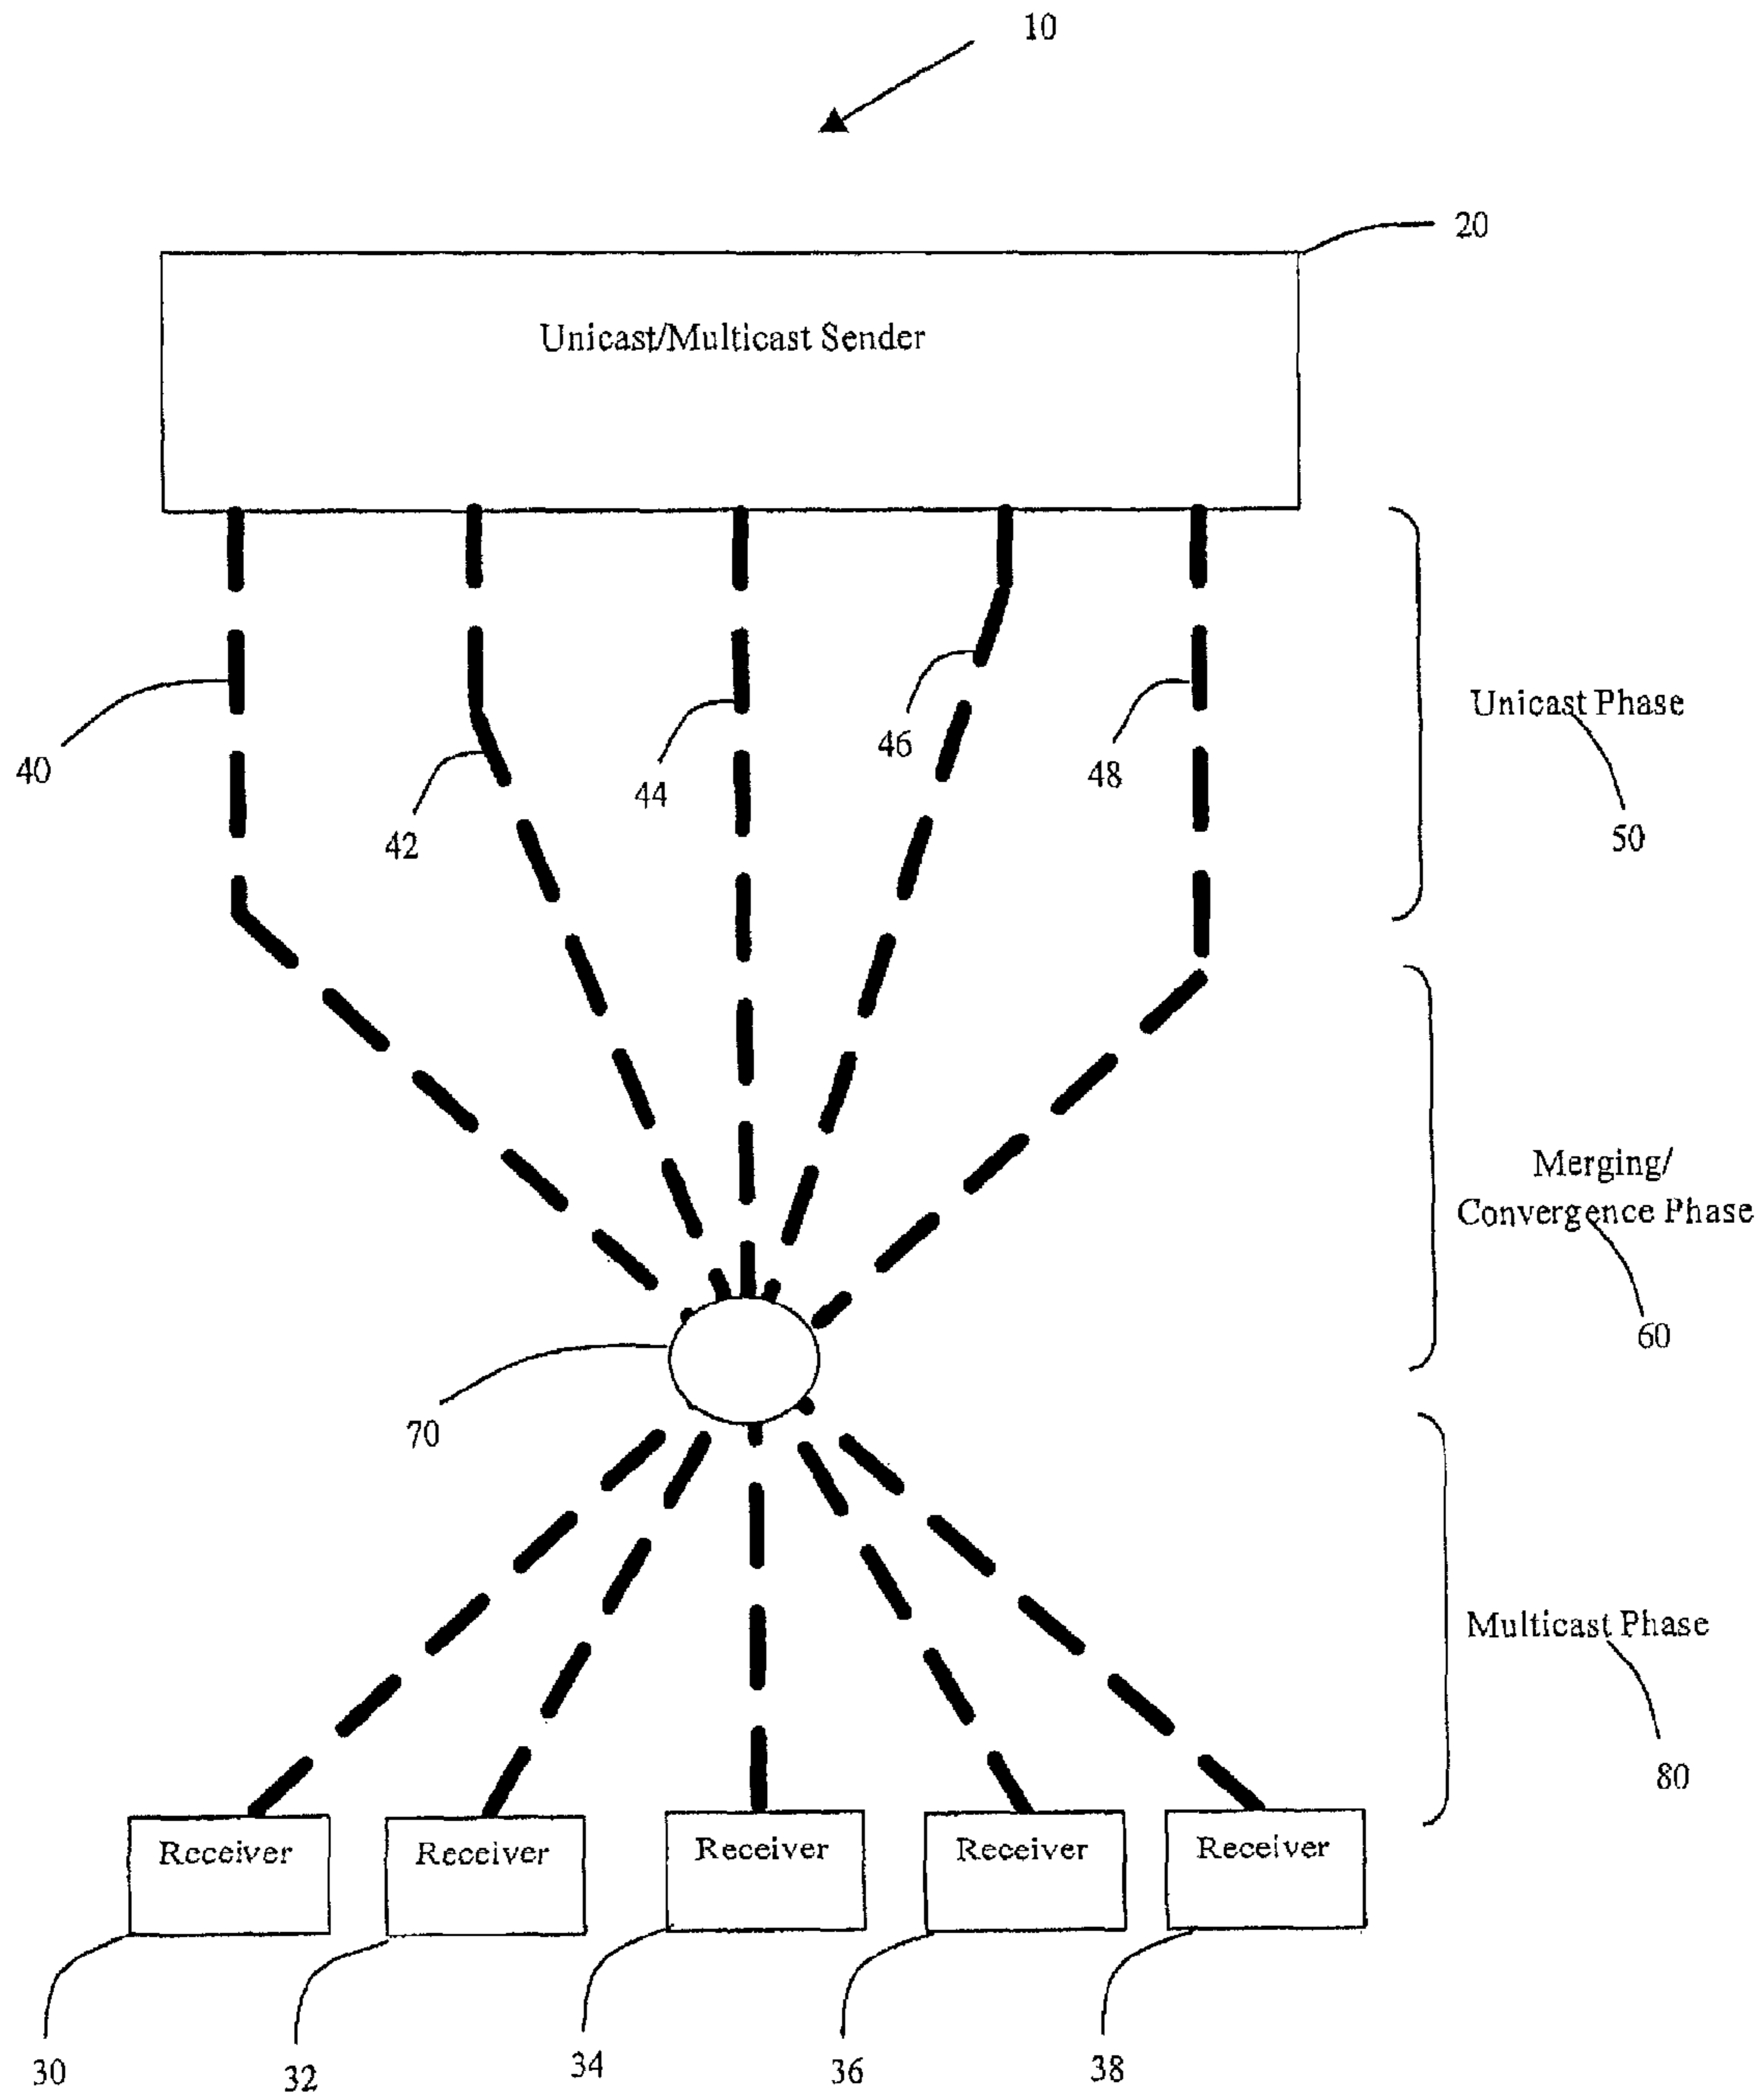 10
20
Unicast/Multicast Sender
40
42
44
46
48
Unicast Phase
50
Merging/
Convergence Phase
60
70
Multicast Phase
80
Receiver
Receiver
Receiver
Receiver
Receiver
30
32
34
36
38